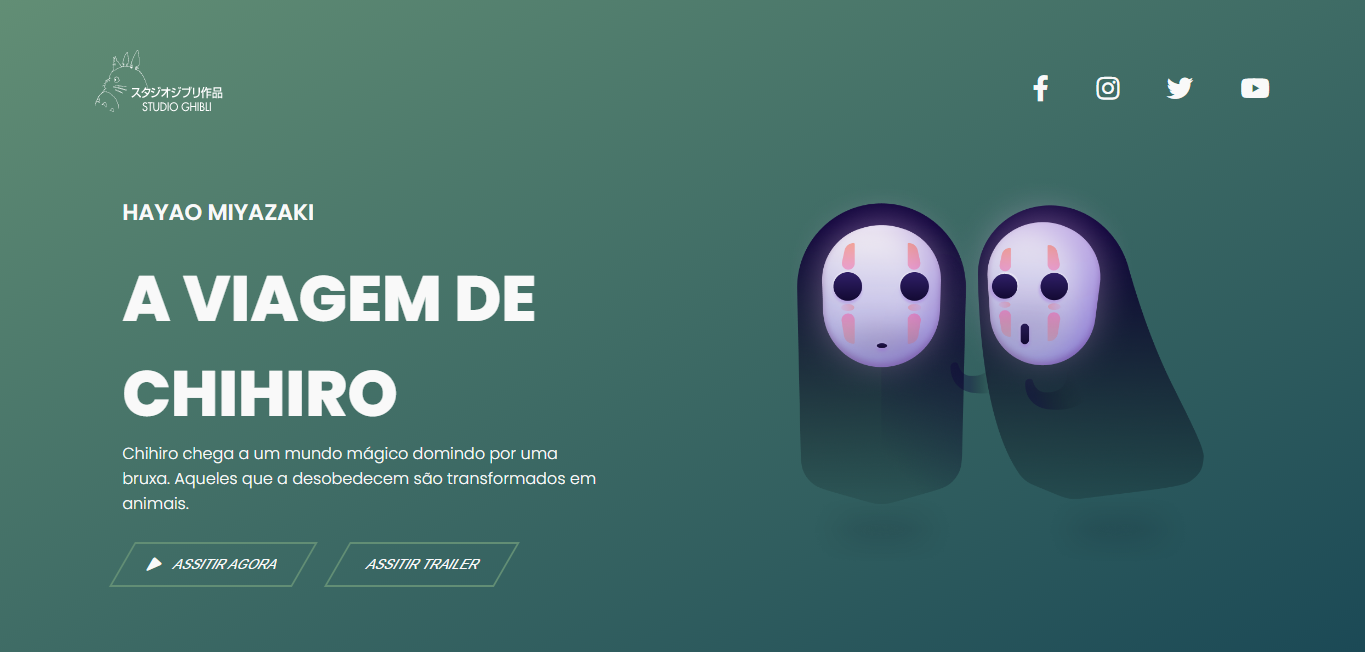 スタジオジブリ作品
STUDIO GHIBLI
HAYAO MIYAZAKI
A VIAGEM DE
CHIHIRO
Chihiro chega a um mundo mágico domindo por uma
bruxa. Aqueles que a desobedecem são transformados em
animais.
ASSITIR AGORA
ASSITIR TRAILER